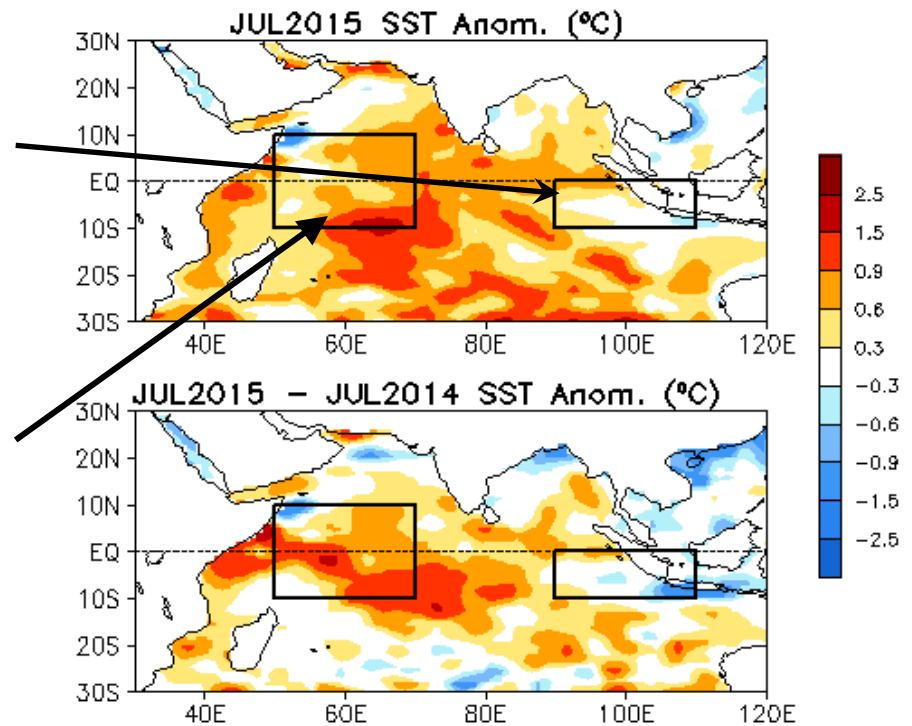 JUL2015 SST Anom. (ºC)
30N
20N
10N
EQ
10S
20S
30S
40E 60E 80E 100E 120E
2.5
1.5
0.9
0.6
0.3
-0.3
-0.6
-0.9
-1.5
-2.5
JUL2015 - JUL2014 SST Anom. (ºC)
30N
20N
10N
EQ
10S
20S
30S
40E 60E 80E 100E 120E